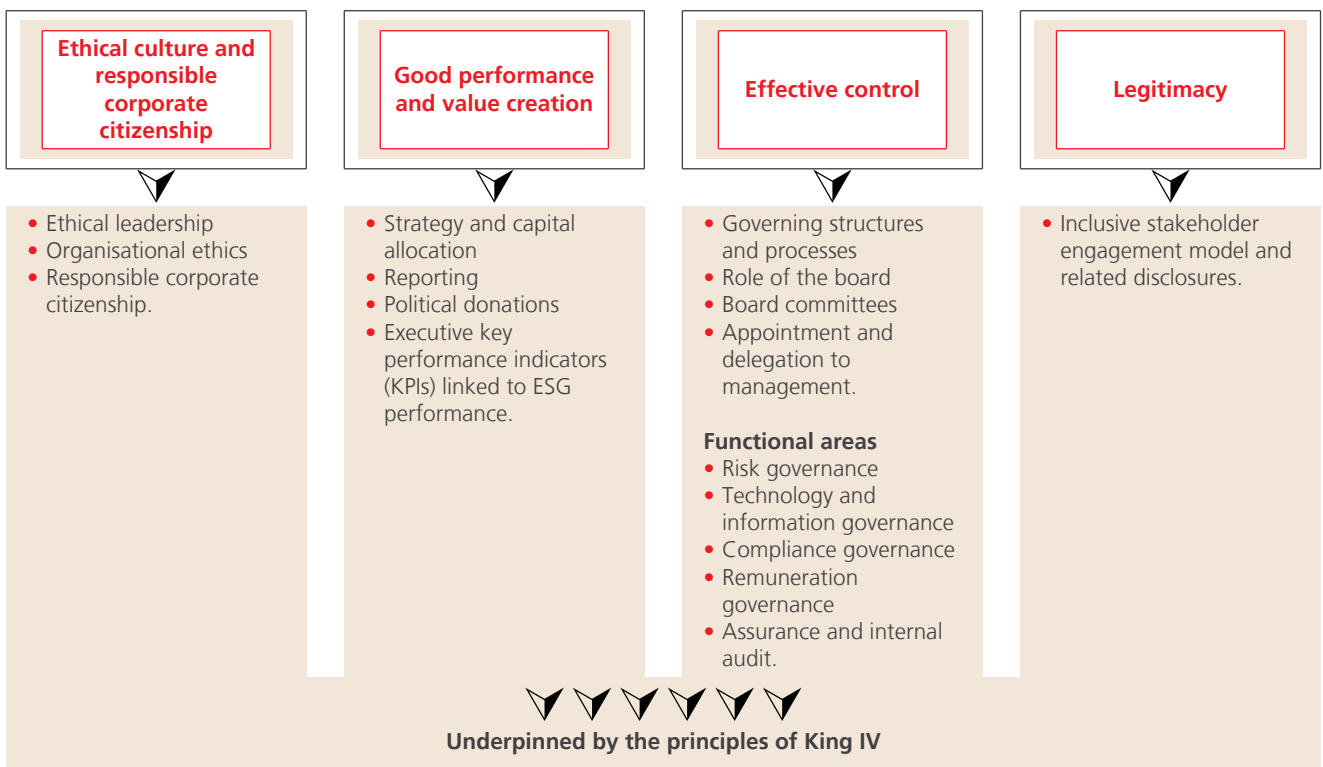 Ethical culture and
responsible
corporate
citizenship
• Ethical leadership
• Organisational ethics
• Responsible corporate
citizenship.
Good performance
and value creation
• Strategy and capital
allocation
• Reporting
• Political donations
• Executive key
performance indicators
(KPIs) linked to ESG
performance.
Effective control
• Governing structures
and processes
• Role of the board
• Board committees
• Appointment and
delegation to
management.
Functional areas
• Risk governance
• Technology and
information governance
• Compliance governance
• Remuneration
governance
• Assurance and internal
audit.
Legitimacy
• Inclusive stakeholder
engagement model and
related disclosures.
Underpinned by the principles of King IV